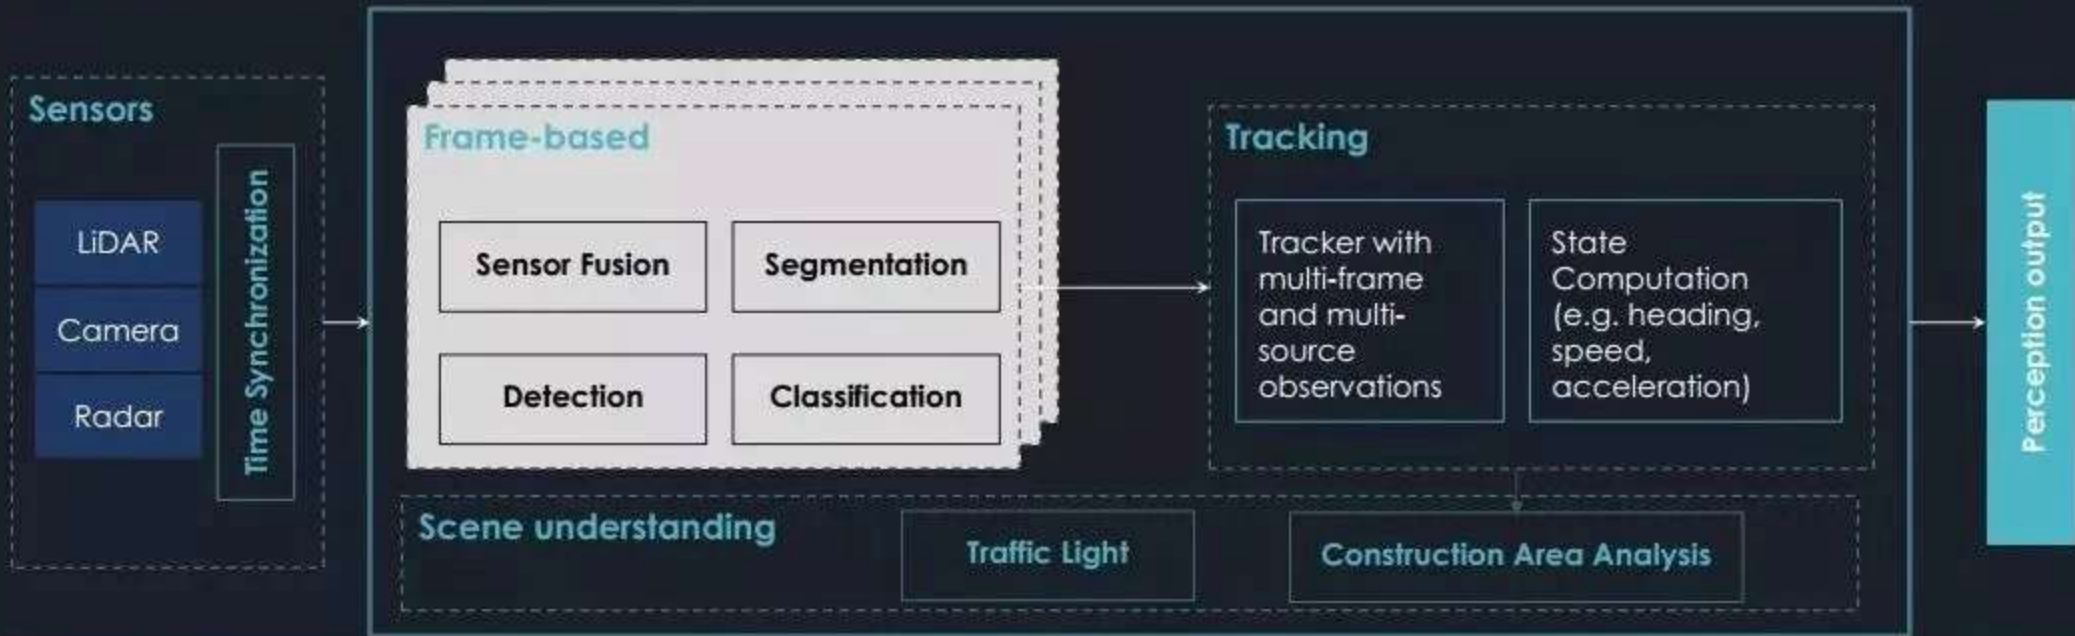 Sensors
LiDAR
Camera
Radar
Time Synchronization
Frame-based
Sensor Fusion
Segmentation
Detection
Classification
Tracking
Tracker with
multi-frame
and multi-
source
observations
State
Computation
(e.g. heading,
speed,
acceleration)
Scene understanding
Traffic Light
Construction Area Analysis
Perception output